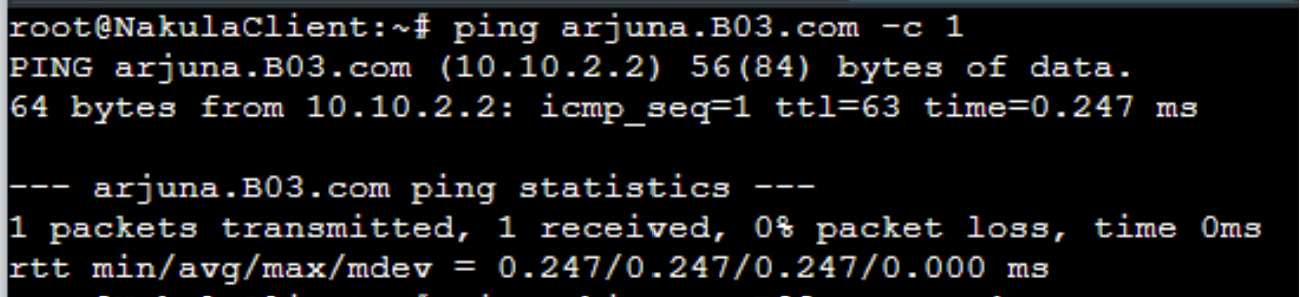 root@NakulaClient:~# ping arjuna.B03.com -c 1
PING arjuna.B03.com (10.10.2.2) 56(84) bytes of data.
64 bytes from 10.10.2.2: icmp_seq=1 ttl=63 time=0.247 ms
--- arjuna.B03.com ping statistics ---
1 packets transmitted, 1 received, 0% packet loss, time 0ms
rtt min/avg/max/mdev = 0.247/0.247/0.247/0.000 ms